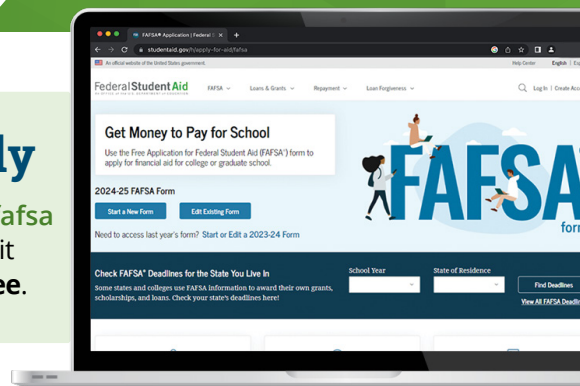 ly
afsa
it
ee.
FAFSA® Application | Federal S
studentaid.gov/h/apply-for-aid/fafsa
An official website of the United States government.
Help Center English | Esp
Federal Student Aid
FAFSA Loans & Grants Repayment Loan Forgiveness
Log In | Create Acco
Get Money to Pay for School
Use the Free Application for Federal Student Aid (FAFSA®) form to
apply for financial aid for college or graduate school.
2024-25 FAFSA Form
Start a New Form Edit Existing Form
Need to access last year's form? Start or Edit a 2023-24 Form
FAFSA®
form
Check FAFSA® Deadlines for the State You Live In
Some states and colleges use FAFSA information to award their own grants,
scholarships, and loans. Check your state's deadlines here!
School Year
State of Residence
Find Deadlines
View All FAFSA Deadlin